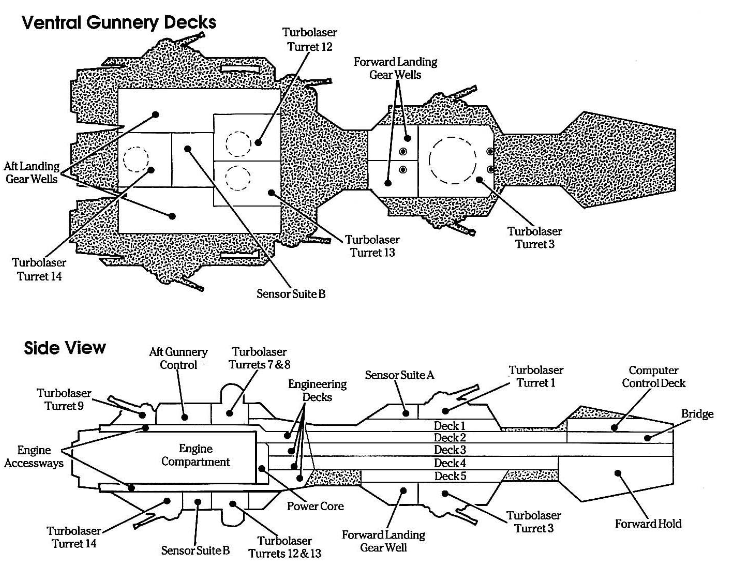 Ventral Gunnery Decks
Turbolaser
Turret 12
Forward Landing
Gear Wells
Aft Landing
Gear Wells
Turbolaser
Turret 14
Sensor Suite B
Turbolaser
Turret 13
Turbolaser
Turret 3
Side View
Aft Gunnery
Control
Turbolaser
Turrets 7 & 8
Engineering
Decks
Sensor Suite A
Turbolaser
Turret 1
Computer
Control Deck
Turbolaser
Turret 9
Bridge
Engine
Accessways
Engine
Compartment
Deck 1
Deck 2
Deck 3
Deck 4
Deck 5
Power Core
Turbolaser
Turret 14
Sensor Suite B
Turbolaser
Turrets 12 & 13
Forward Landing
Gear Well
Turbolaser
Turret 3
Forward Hold